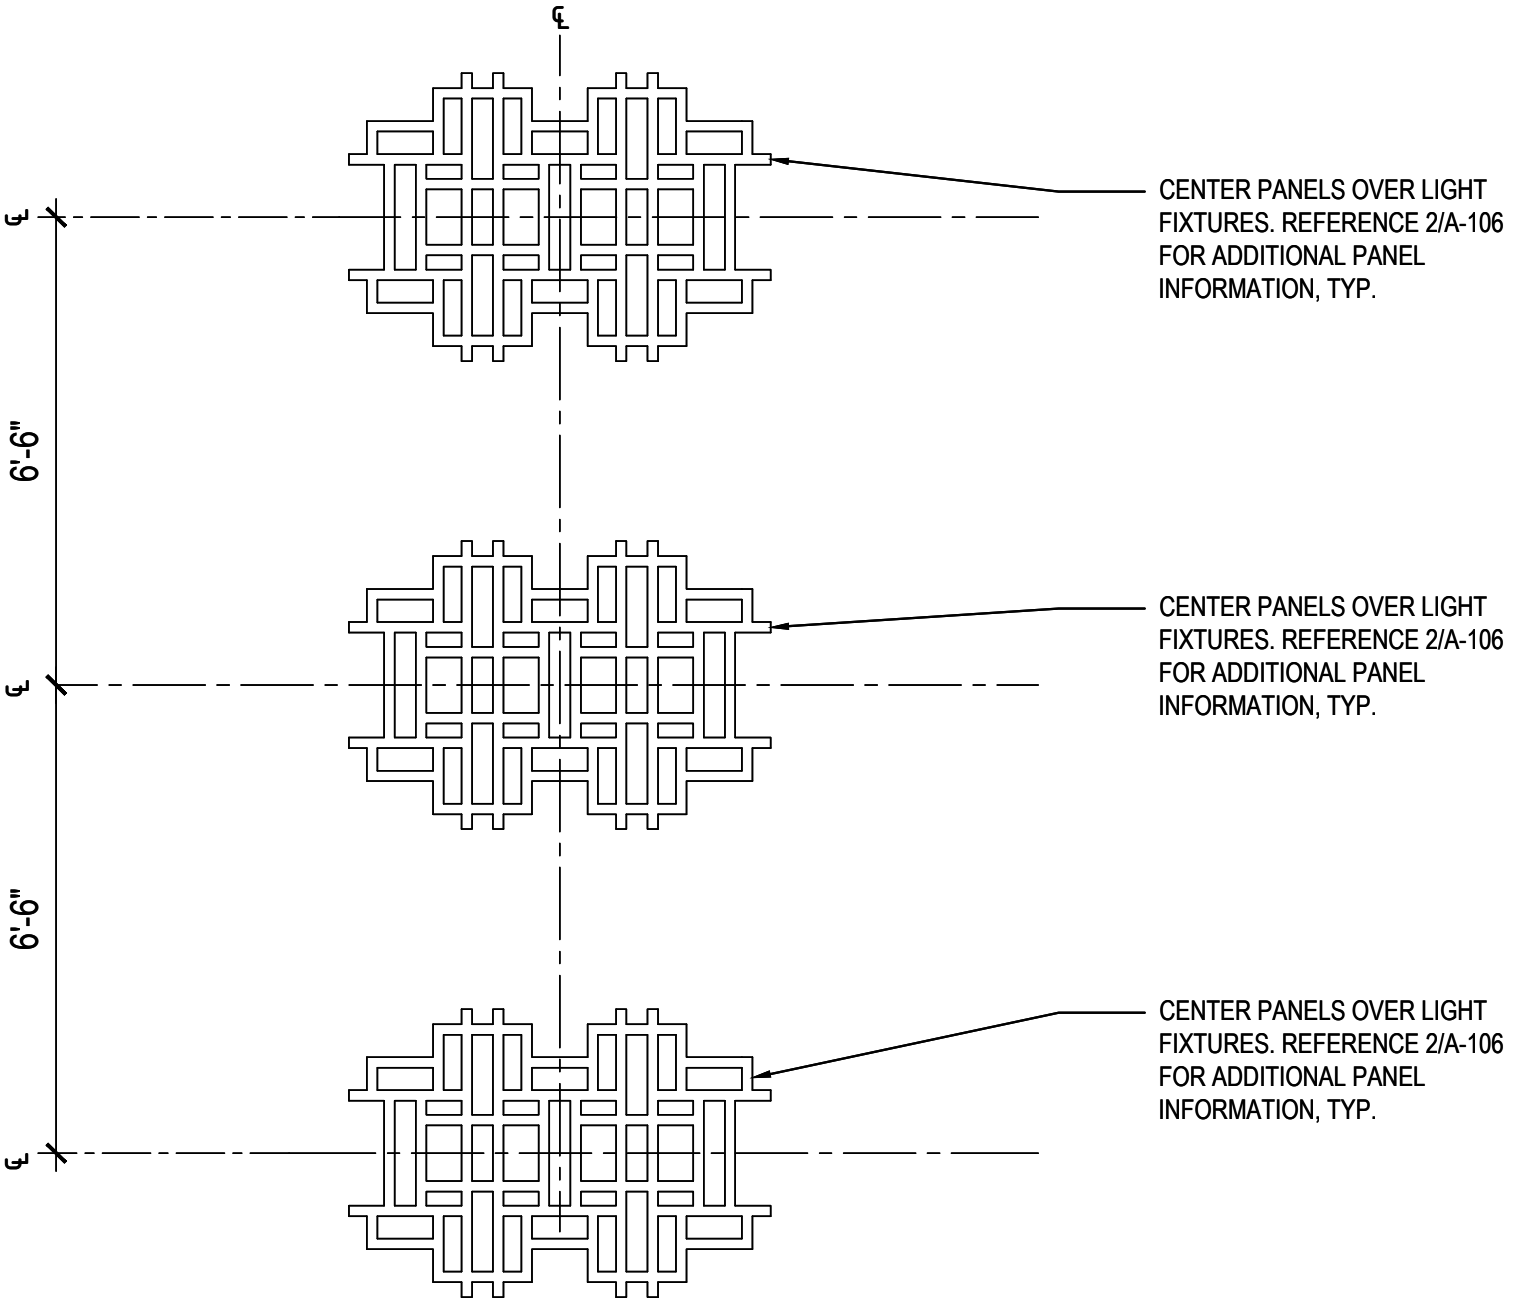 ℄
CENTER PANELS OVER LIGHT
FIXTURES. REFERENCE 2/A-106
FOR ADDITIONAL PANEL
INFORMATION, TYP.
℄
6'-6"
CENTER PANELS OVER LIGHT
FIXTURES. REFERENCE 2/A-106
FOR ADDITIONAL PANEL
INFORMATION, TYP.
℄
6'-6"
CENTER PANELS OVER LIGHT
FIXTURES. REFERENCE 2/A-106
FOR ADDITIONAL PANEL
INFORMATION, TYP.
℄